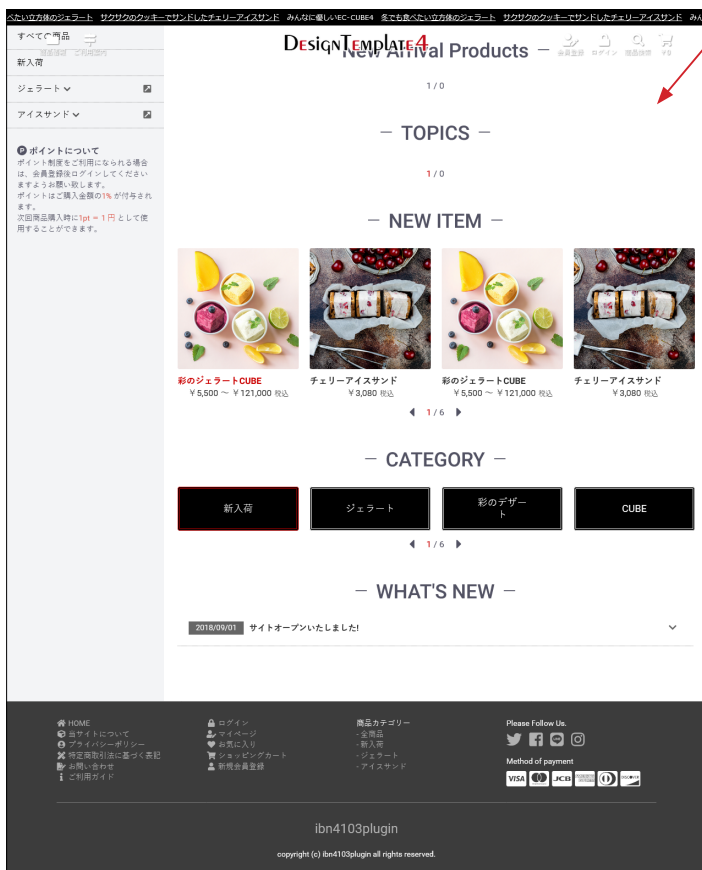 べたい立方体のジェラート サクサクのクッキーでサンドしたチェリーアイスサンド みんなに優しいEC-CUBE4 冬でも食べたい立方体のジェラート サクサクのクッキーでサンドしたチェリーアイスサンド みん
すべての商品
ご利用案内
DEsigNTEmplatE4
New Arrival Products
会員登録 ログイン 商品検索 ¥0
新入荷
ジェラート
アイスサンド
1 / 0
TOPICS
1 / 0
ポイントについて
ポイント制度をご利用になられる場合
は、会員登録後ログインしてください
ますようお願い致します。
ポイントはご購入金額の1% が付与され
ます。
次回商品購入時に1pt = 1 円 として使
用することができます。
NEW ITEM
彩のジェラートCUBE
¥ 5,500 〜 ¥ 121,000 税込
チェリーアイスサンド
¥ 3,080 税込
彩のジェラートCUBE
¥ 5,500 〜 ¥ 121,000 税込
チェリーアイスサンド
¥ 3,080 税込
1 / 6
CATEGORY
新入荷
ジェラート
彩のデザー
ト
CUBE
1 / 6
WHAT'S NEW
2018/09/01 サイトオープンいたしました!
HOME
当サイトについて
プライバシーポリシー
特定商取引法に基づく表記
お問い合わせ
ご利用ガイド
ログイン
マイページ
お気に入り
ショッピングカート
新規会員登録
商品カテゴリー
- 全商品
- 新入荷
- ジェラート
- アイスサンド
Please Follow Us.
Method of payment
VISA JCB DISCOVER
ibn4103plugin
copyright (c) ibn4103plugin all rights reserved.